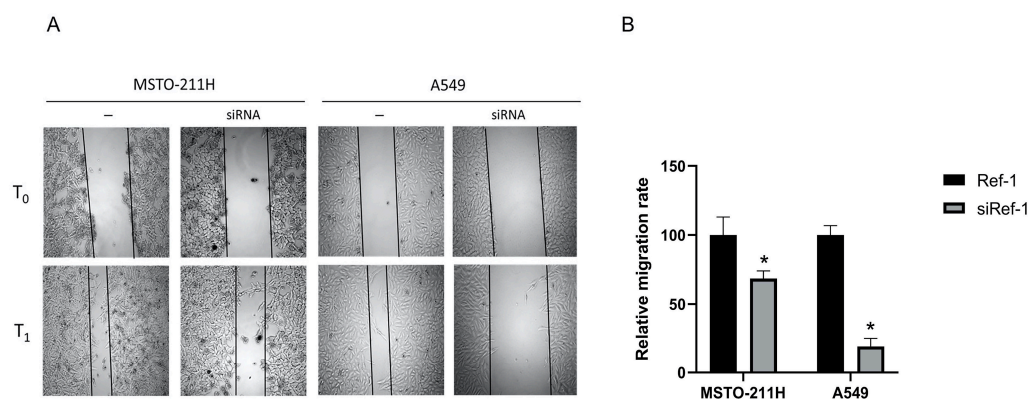 A
B
MSTO-211H
A549
–
siRNA
–
siRNA
T0
T1
Relative migration rate
150
100
50
0
*
*
MSTO-211H
A549
Ref-1
siRef-1